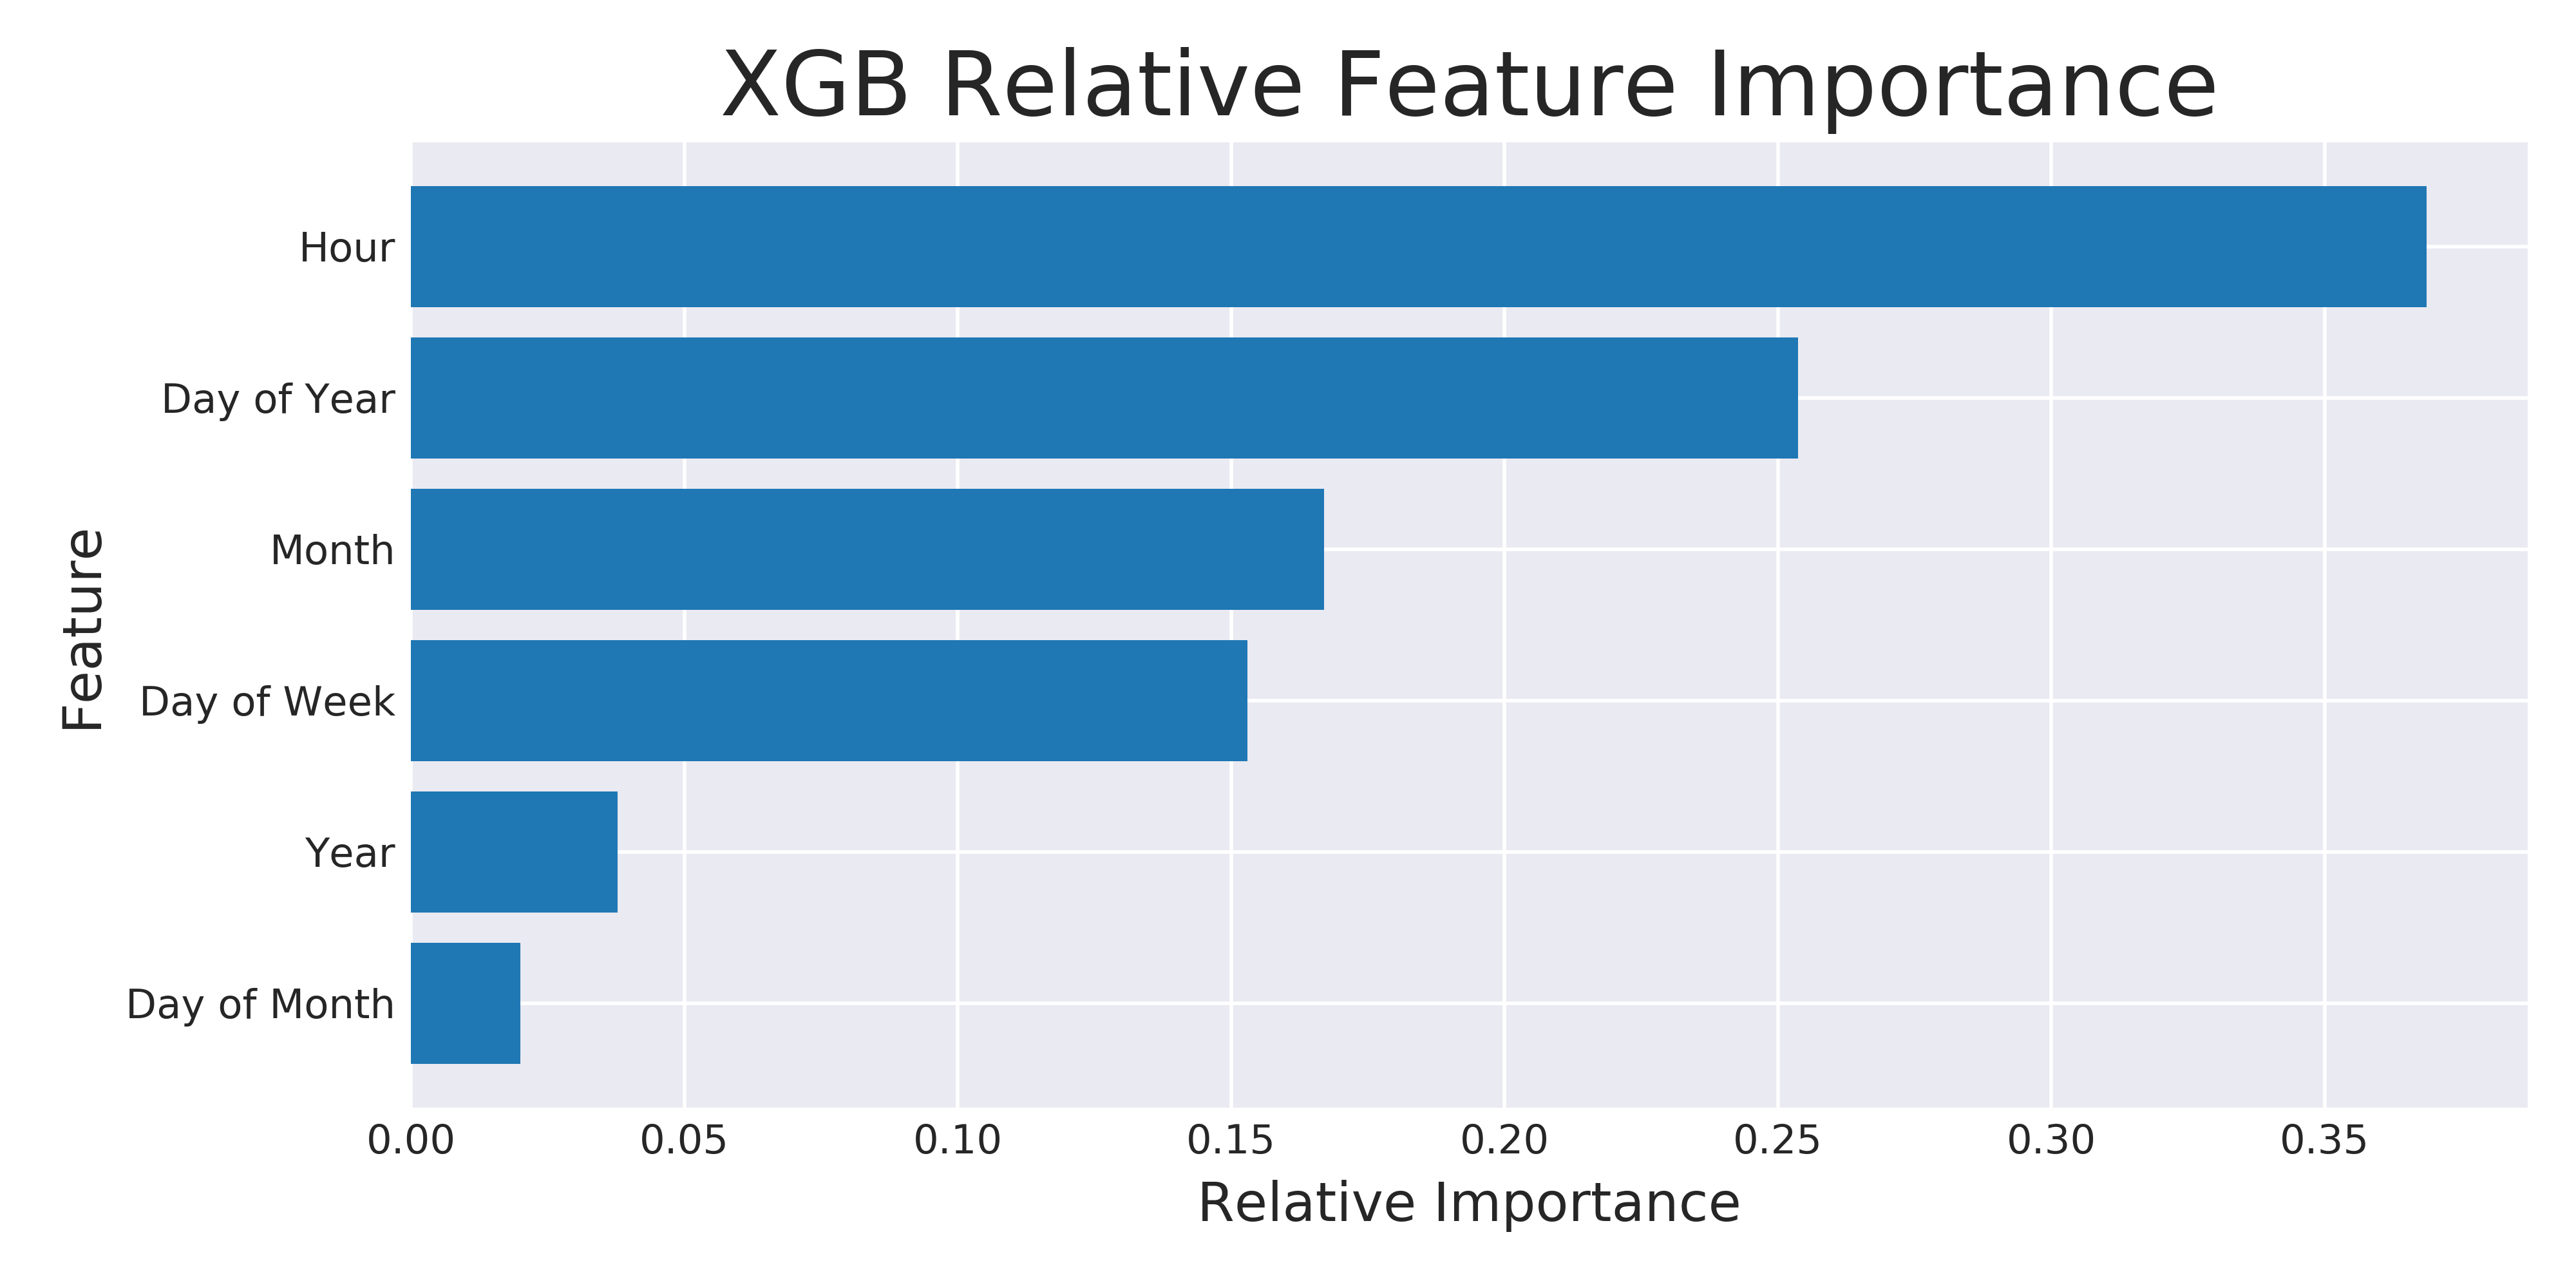 XGB Relative Feature Importance
Feature
Hour
Day of Year
Month
Day of Week
Year
Day of Month
0.00 0.05 0.10 0.15 0.20 0.25 0.30 0.35
Relative Importance